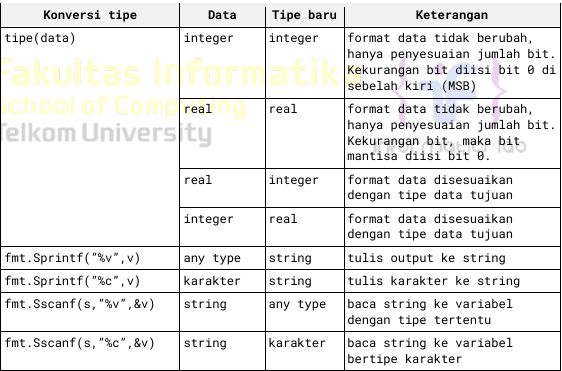 Konversi tipe Data Tipe baru Keterangan
tipe(data) integer integer format data tidak berubah,
hanya penyesuaian jumlah bit.
Kekurangan bit diisi bit 0 di
sebelah kiri (MSB)
real real format data tidak berubah,
hanya penyesuaian jumlah bit.
Kekurangan bit, maka bit
mantisa diisi bit 0.
real integer format data disesuaikan
dengan tipe data tujuan
integer real format data disesuaikan
dengan tipe data tujuan
fmt.Sprintf("%v",v) any type string tulis output ke string
fmt.Sprintf("%c",v) karakter string tulis karakter ke string
fmt.Sscanf(s,"%v",&v) string any type baca string ke variabel
dengan tipe tertentu
fmt.Sscanf(s,"%c",&v) string karakter baca string ke variabel
bertipe karakter
Fakultas Informatika
School of Computing
Telkom University
informatics lab